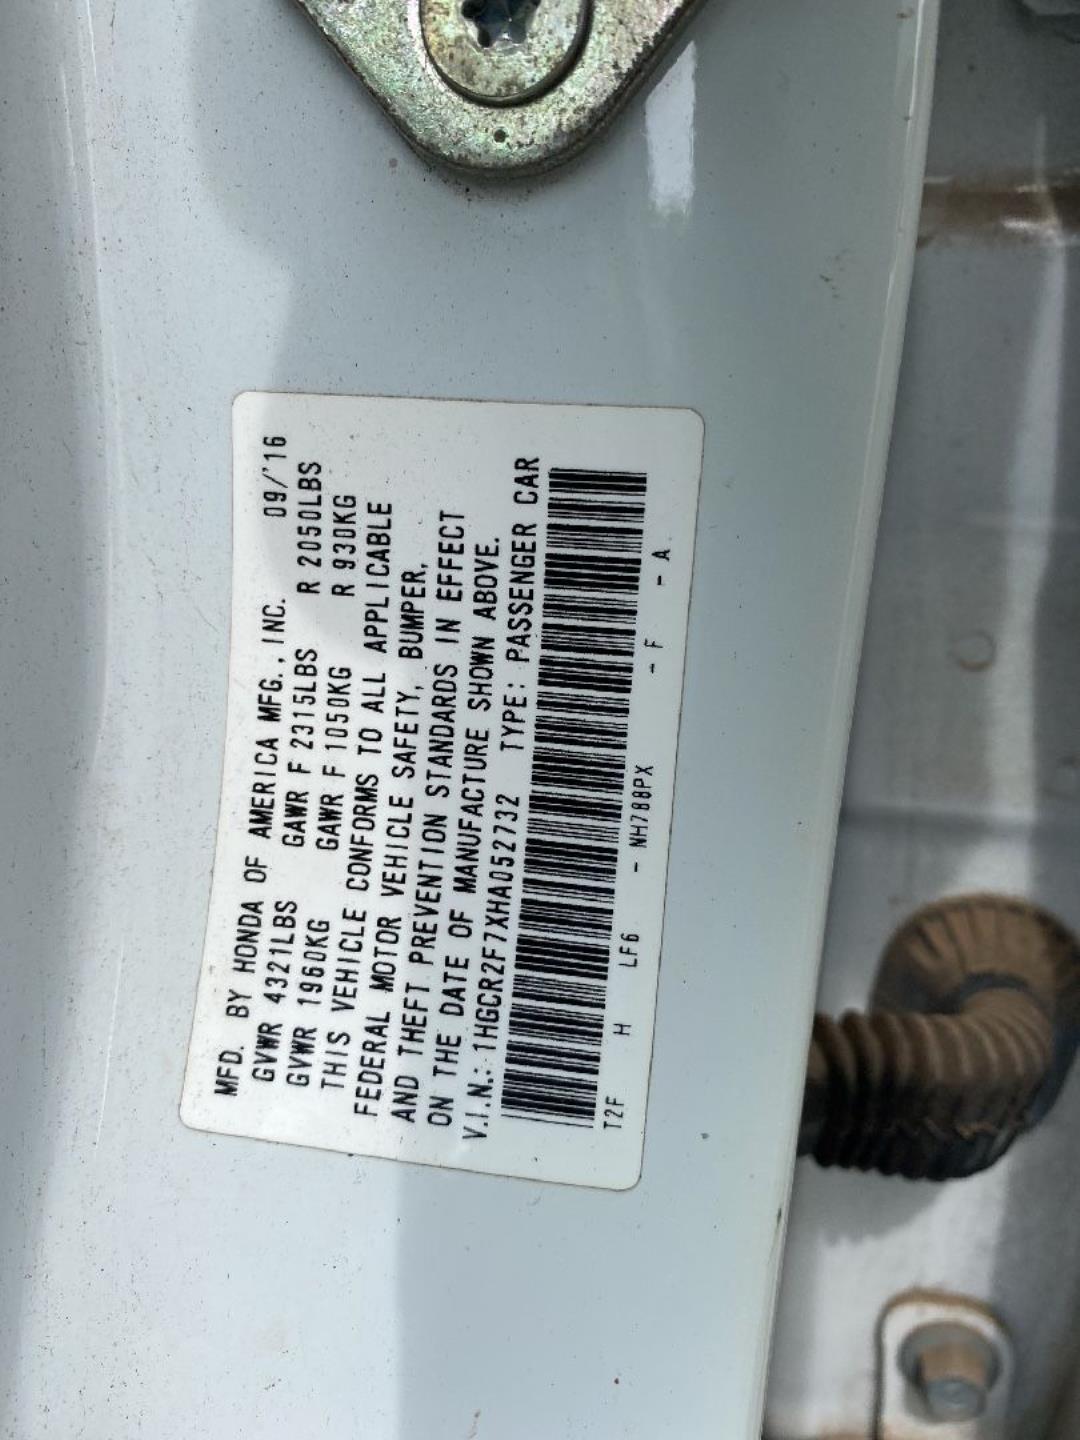 MFD. BY HONDA OF AMERICA MFG., INC. 09/'16
GVWR 4321LBS GAWR F 2315LBS R 2050LBS
GVWR 1960KG GAWR F 1050KG R 930KG
THIS VEHICLE CONFORMS TO ALL APPLICABLE
FEDERAL MOTOR VEHICLE SAFETY, BUMPER,
AND THEFT PREVENTION STANDARDS IN EFFECT
ON THE DATE OF MANUFACTURE SHOWN ABOVE.
V.I.N.: 1HGCR2F7XHA052732 TYPE: PASSENGER CAR
T2F H LF6 - NH788PX - F - A